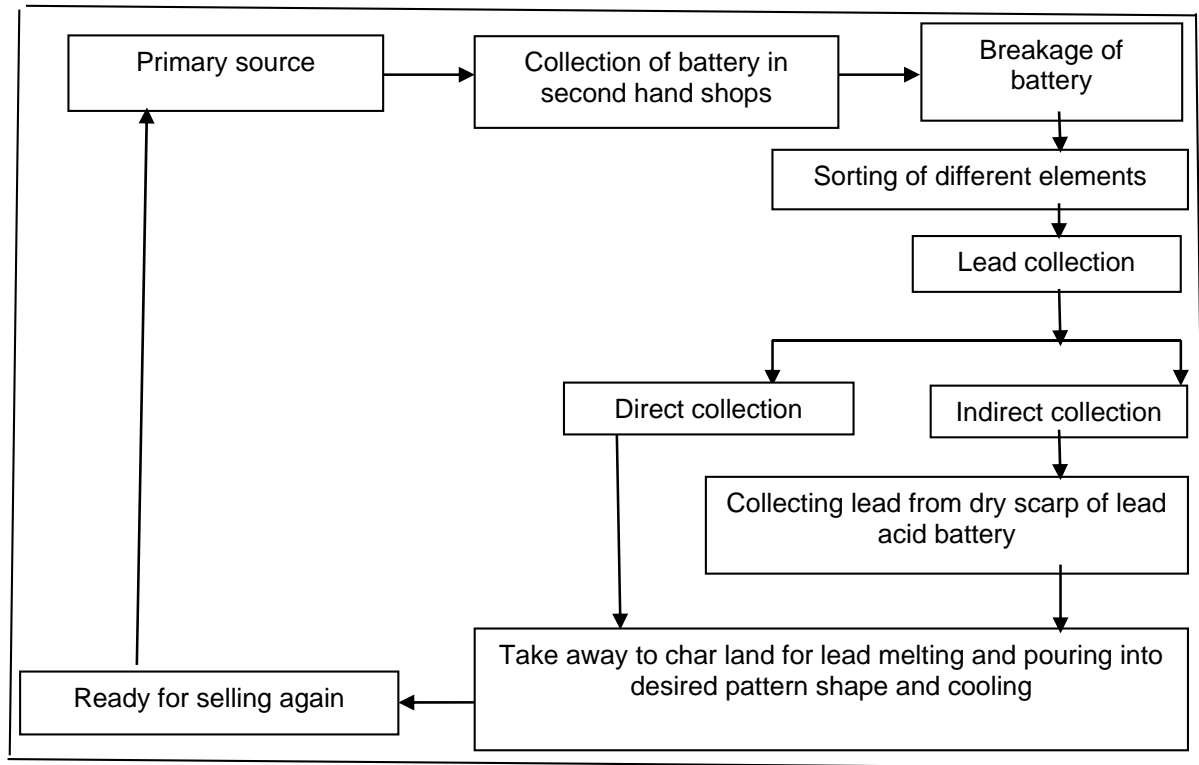 Primary source
Collection of battery in
second hand shops
Breakage of
battery
Sorting of different elements
Lead collection
Direct collection
Indirect collection
Collecting lead from dry scarp of lead
acid battery
Take away to char land for lead melting and pouring into
desired pattern shape and cooling
Ready for selling again